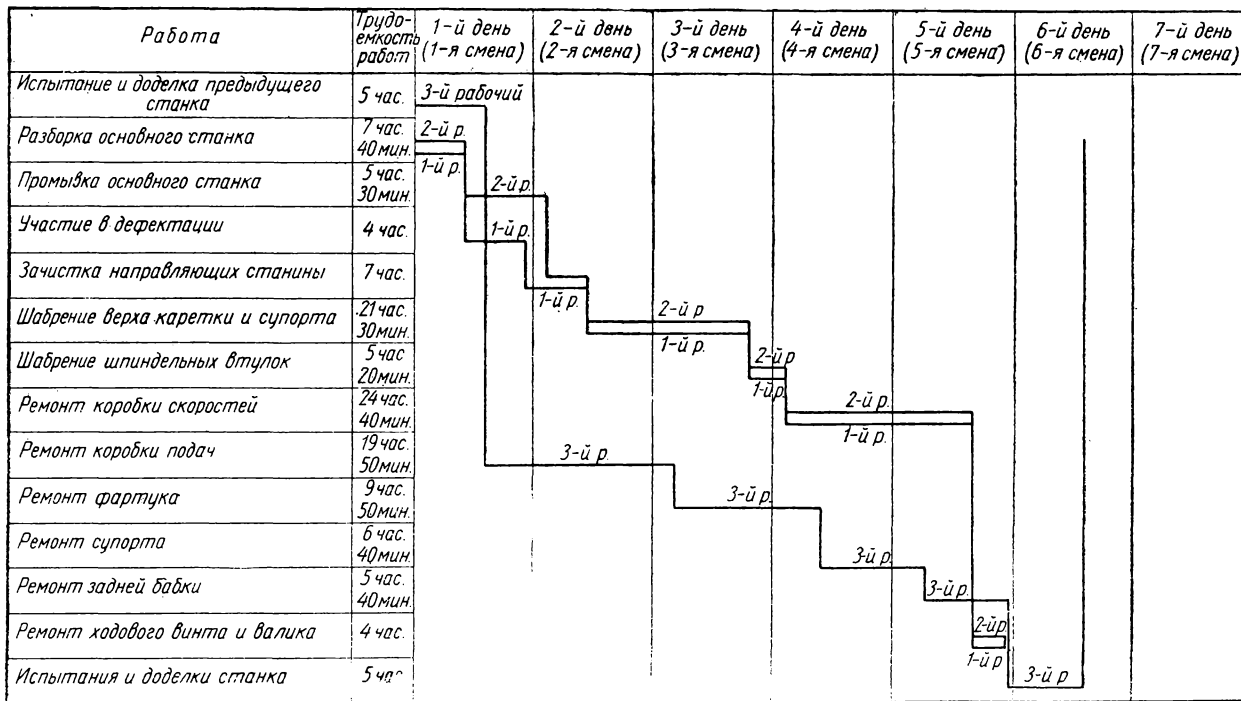 Работа
Трудо-
емкость
работ
1-й день
(1-я смена)
2-й день
(2-я смена)
3-й день
(3-я смена)
4-й день
(4-я смена)
5-й день
(5-я смена)
6-й день
(6-я смена)
7-й день
(7-я смена)
Испытание и доделка предыдущего
станка
5 час.
3-й рабочий
Разборка основного станка
7 час.
40 мин.
2-й р.
1-й р.
Промывка основного станка
5 час.
30 мин.
2-й р.
Участие в дефектации
4 час.
1-й р.
Зачистка направляющих станины
7 час.
1-й р.
Шабрение верха каретки и супорта
21 час.
30 мин.
2-й р
1-й р.
Шабрение шпиндельных втулок
5 час
20 мин.
2-й р
1-й р.
Ремонт коробки скоростей
24 час.
40 мин.
2-й р.
1-й р.
Ремонт коробки подач
19 час.
50 мин.
3-й р.
Ремонт фартука
9 час.
50 мин.
3-й р.
Ремонт супорта
6 час.
40 мин.
3-й р.
Ремонт задней бабки
5 час.
40 мин.
3-й р.
Ремонт ходового винта и валика
4 час.
2-й р
1-й р
Испытания и доделки станка
5 час
3-й р